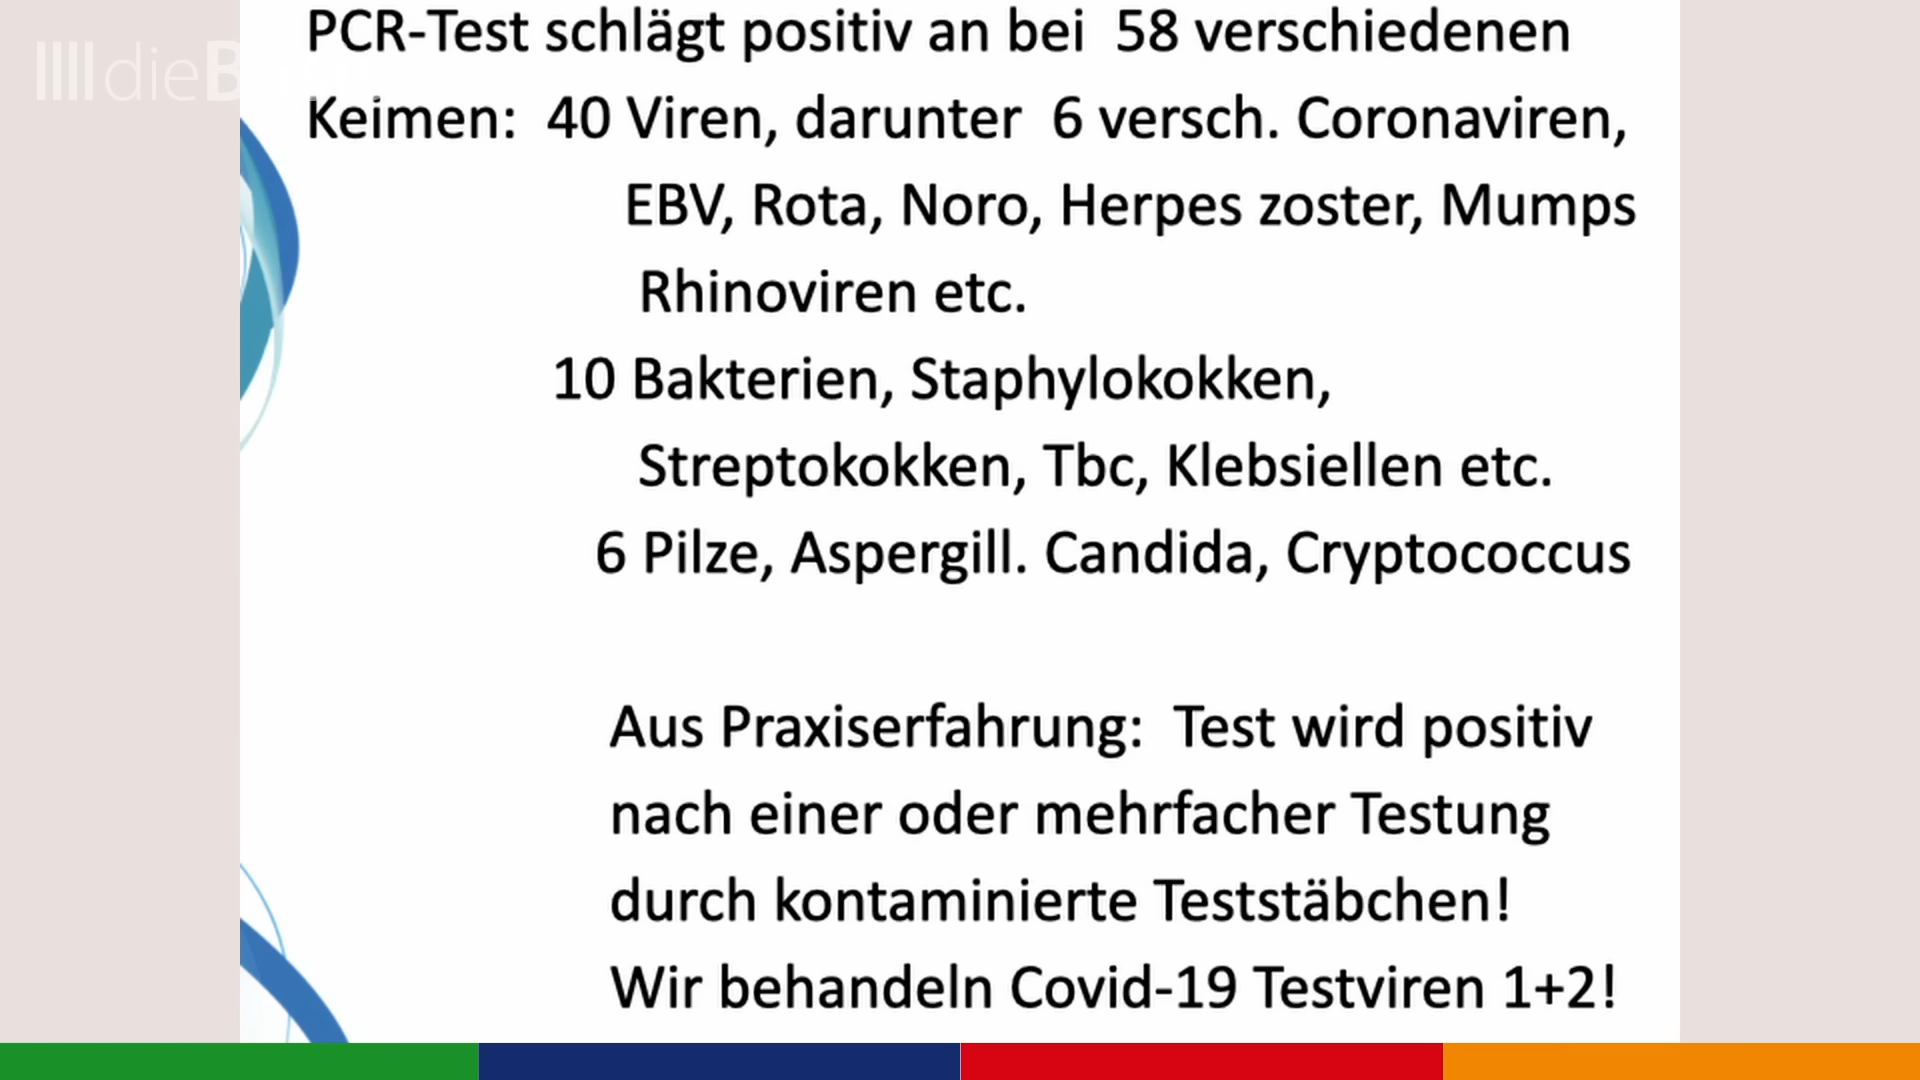 dieB
PCR-Test schlägt positiv an bei 58 verschiedenen
Keimen: 40 Viren, darunter 6 versch. Coronaviren,
EBV, Rota, Noro, Herpes zoster, Mumps
Rhinoviren etc.
10 Bakterien, Staphylokokken,
Streptokokken, Tbc, Klebsiellen etc.
6 Pilze, Aspergill. Candida, Cryptococcus
Aus Praxiserfahrung: Test wird positiv
nach einer oder mehrfacher Testung
durch kontaminierte Teststäbchen!
Wir behandeln Covid-19 Testviren 1+2!